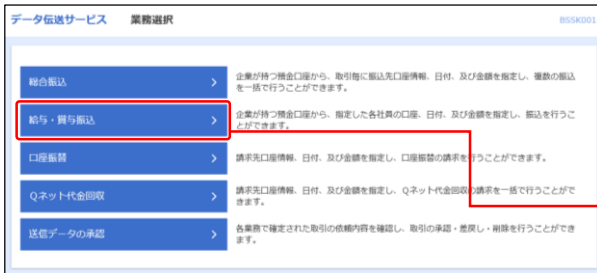 データ伝送サービス 業務選択
BSSK001
総合振込
企業が持つ預金口座から、取引毎に振込先口座情報、日付、及び金額を指定し、複数の振込
を一括で行うことができます。
給与・賞与振込
企業が持つ預金口座から、指定した各社員の口座、日付、及び金額を指定し、振込を行うこ
とができます。
口座振替
請求先口座情報、日付、及び金額を指定し、口座振替の請求を行うことができます。
Qネット代金回収
請求先口座情報、日付、及び金額を指定し、Qネット代金回収の請求を一括で行うことがで
きます。
送信データの承認
各業務で確定された取引の依頼内容を確認し、取引の承認・差戻し・削除を行うことができ
ます。